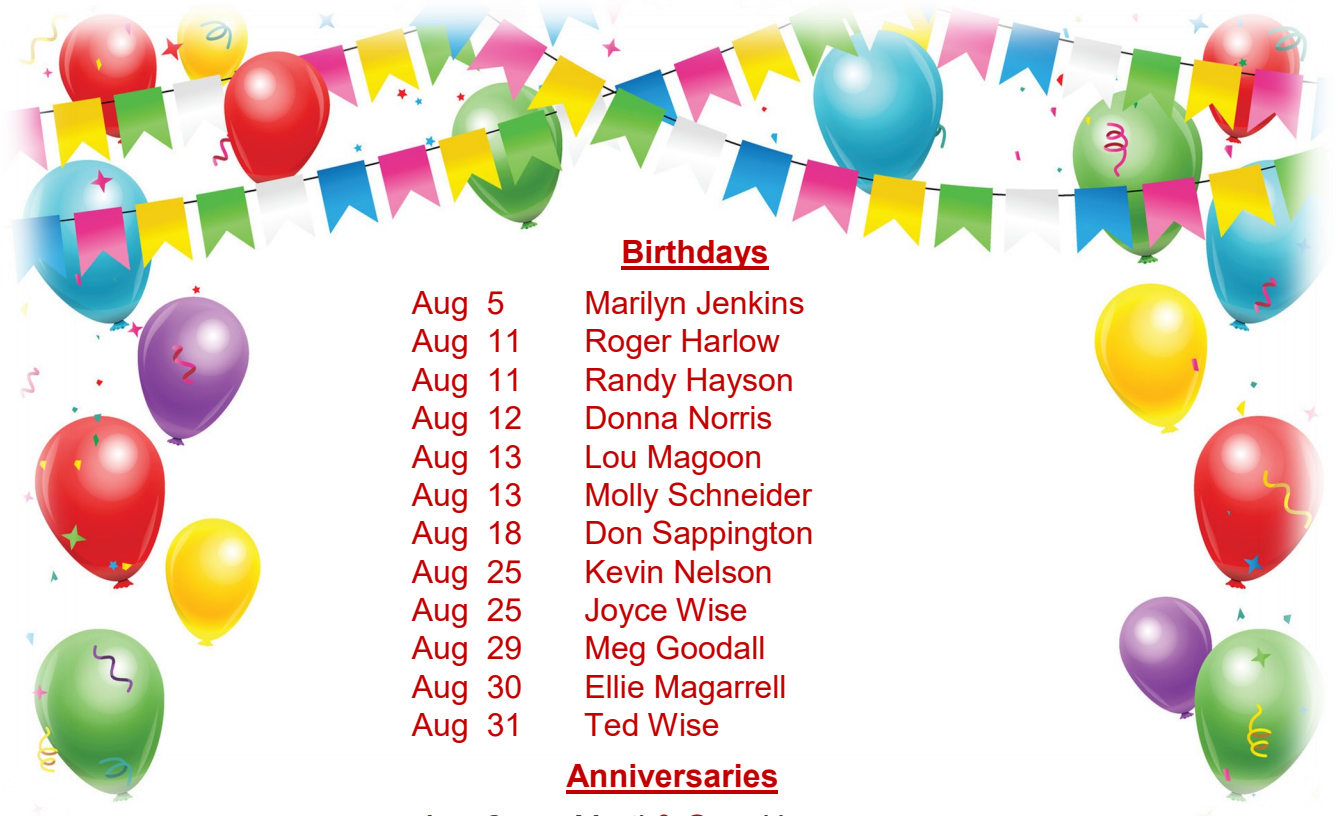 Birthdays
Aug 5 Marilyn Jenkins
Aug 11 Roger Harlow
Aug 11 Randy Hayson
Aug 12 Donna Norris
Aug 13 Lou Magoon
Aug 13 Molly Schneider
Aug 18 Don Sappington
Aug 25 Kevin Nelson
Aug 25 Joyce Wise
Aug 29 Meg Goodall
Aug 30 Ellie Magarrell
Aug 31 Ted Wise
Anniversaries